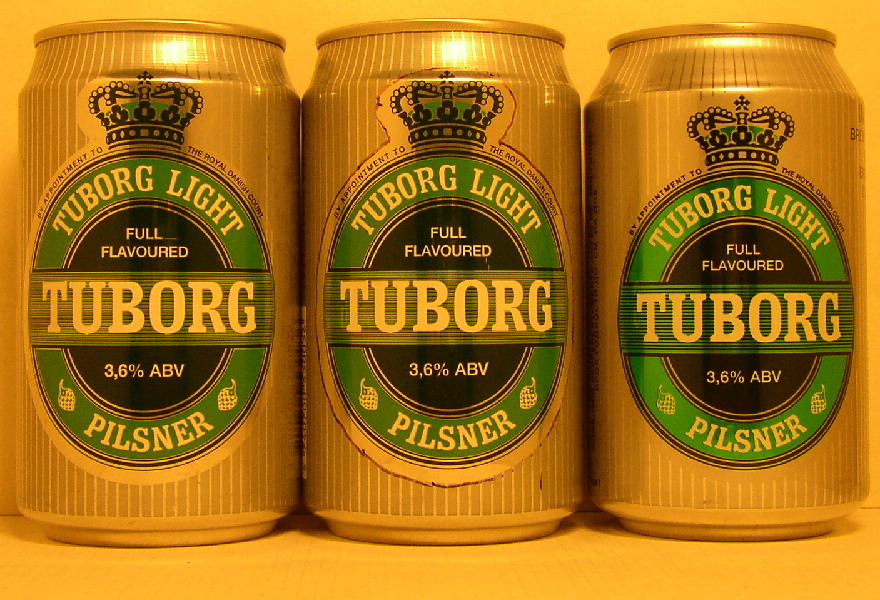 BY APPOINTMENT TO THE ROYAL DANISH COURT
TUBORG LIGHT
FULL
FLAVOURED
TUBORG
3,6% ABV
PILSNER
BY APPOINTMENT TO THE ROYAL DANISH COURT
TUBORG LIGHT
FULL
FLAVOURED
TUBORG
3,6% ABV
PILSNER
BY APPOINTMENT TO THE ROYAL DANISH COURT
TUBORG LIGHT
FULL
FLAVOURED
TUBORG
3,6% ABV
PILSNER